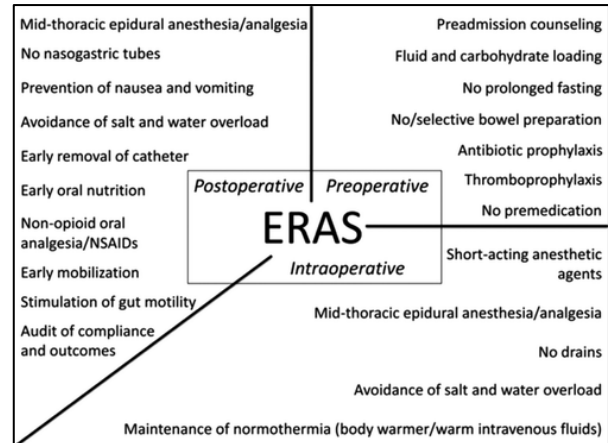 Mid-thoracic epidural anesthesia/analgesia
No nasogastric tubes
Prevention of nausea and vomiting
Avoidance of salt and water overload
Early removal of catheter
Early oral nutrition
Non-opioid oral
analgesia/NSAIDs
Early mobilization
Stimulation of gut motility
Audit of compliance
and outcomes
Preadmission counseling
Fluid and carbohydrate loading
No prolonged fasting
No/selective bowel preparation
Antibiotic prophylaxis
Thromboprophylaxis
No premedication
Postoperative
Preoperative
ERAS
Intraoperative
Short-acting anesthetic
agents
Mid-thoracic epidural anesthesia/analgesia
No drains
Avoidance of salt and water overload
Maintenance of normothermia (body warmer/warm intravenous fluids)